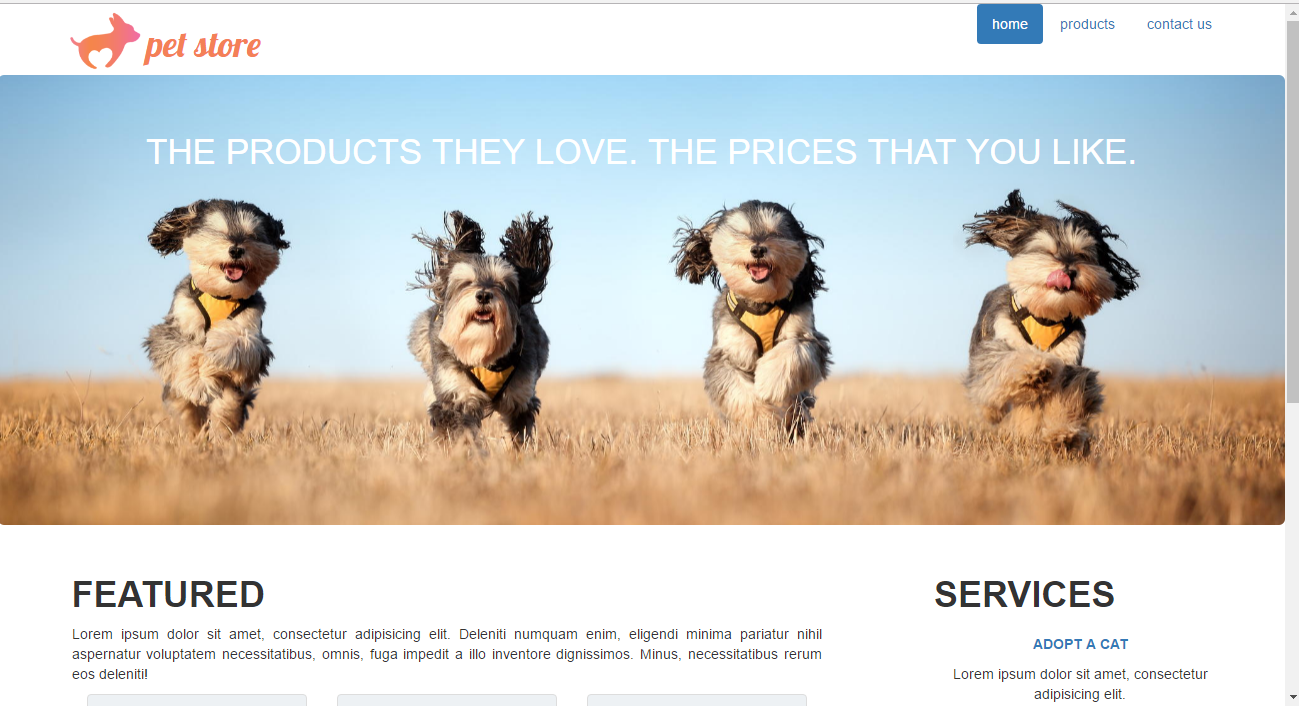 pet store
home products contact us
THE PRODUCTS THEY LOVE. THE PRICES THAT YOU LIKE.
FEATURED
Lorem ipsum dolor sit amet, consectetur adipisicing elit. Deleniti numquam enim, eligendi minima pariatur nihil
aspernatur voluptatem necessitatibus, omnis, fuga impedit a illo inventore dignissimos. Minus, necessitatibus rerum
eos deleniti!
SERVICES
ADOPT A CAT
Lorem ipsum dolor sit amet, consectetur
adipisicing elit.